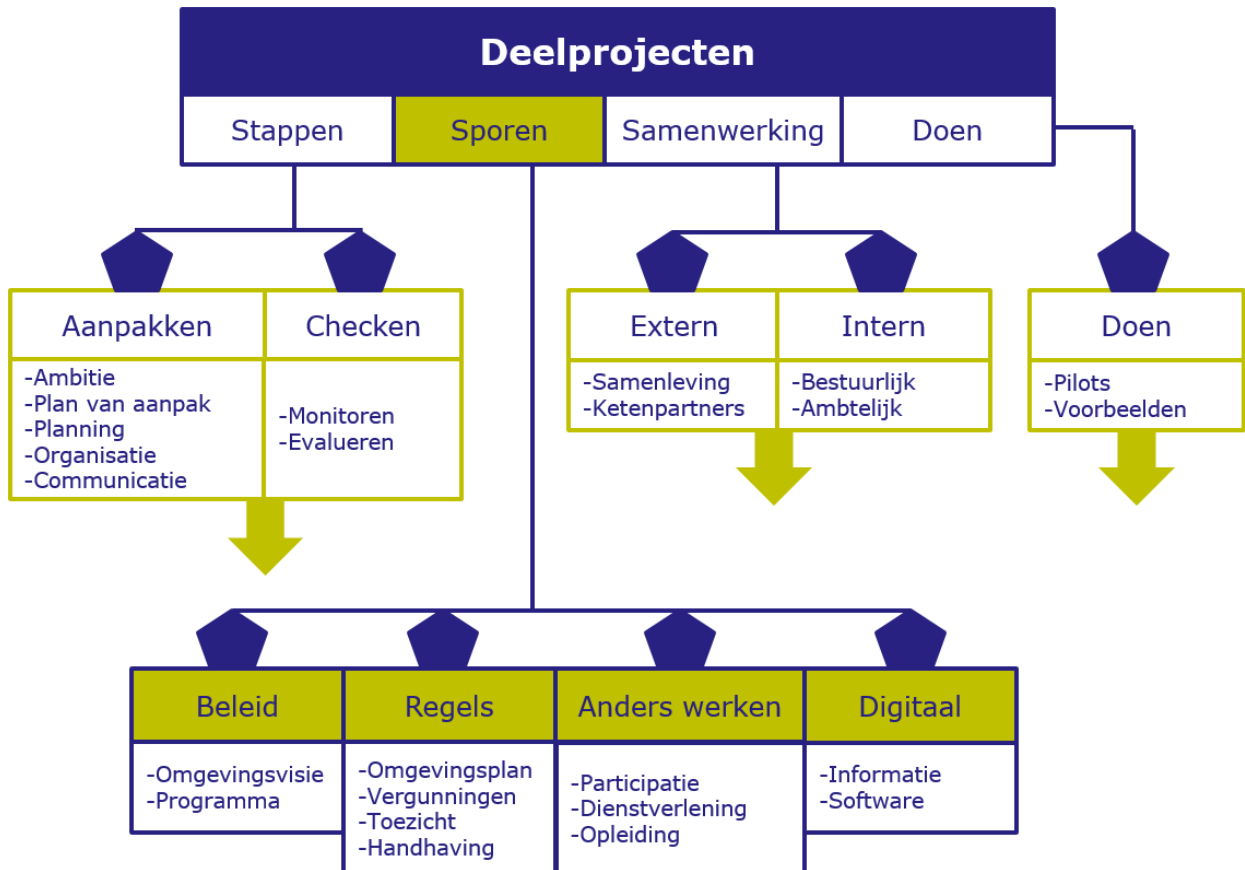 Deelprojecten
Stappen
Sporen
Samenwerking
Doen
Aanpakken
-Ambitie
-Plan van aanpak
-Planning
-Organisatie
-Communicatie
Checken
-Monitoren
-Evalueren
Extern
-Samenleving
-Ketenpartners
Intern
-Bestuurlijk
-Ambtelijk
Doen
-Pilots
-Voorbeelden
Beleid
-Omgevingsvisie
-Programma
Regels
-Omgevingsplan
-Vergunningen
-Toezicht
-Handhaving
Anders werken
-Participatie
-Dienstverlening
-Opleiding
Digitaal
-Informatie
-Software